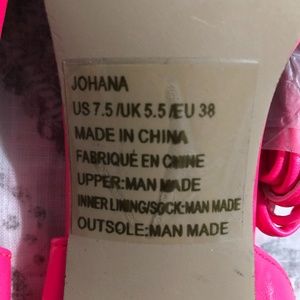 JOHANA
US 7.5/UK 5.5/EU 38
MADE IN CHINA
FABRIQUÉ EN CHINE
UPPER:MAN MADE
INNER LINING/SOCK:MAN MADE
OUTSOLE:MAN MADE